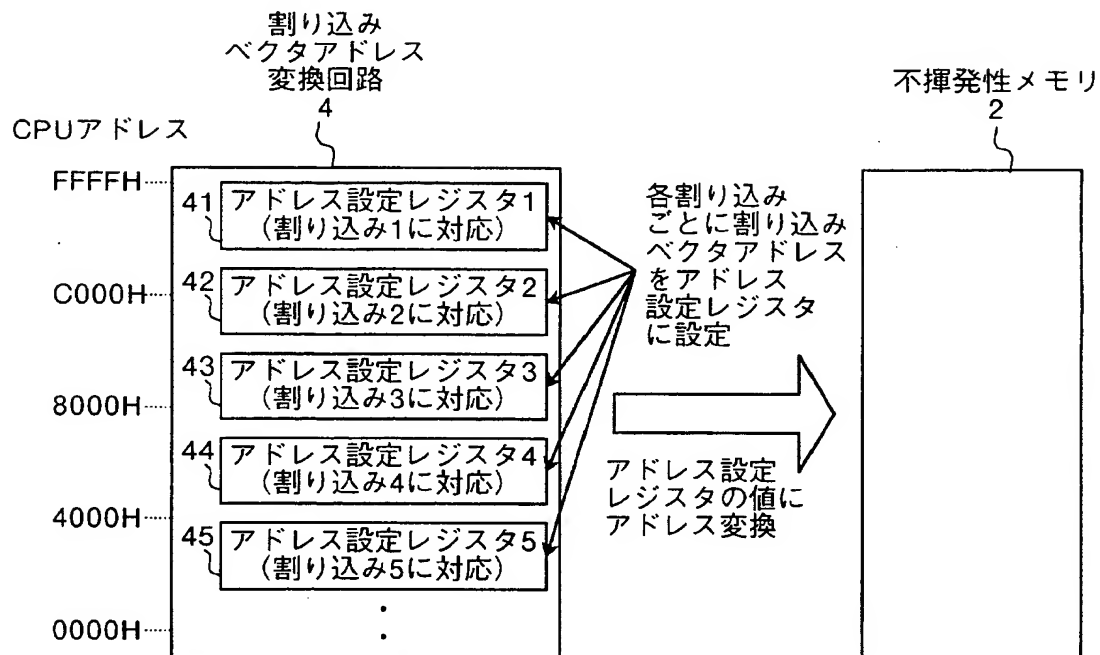 割り込み
ベクタアドレス
変換回路
4
CPUアドレス
FFFFH
C000H
8000H
4000H
0000H
41 アドレス設定レジスタ1
(割り込み1に対応)
42 アドレス設定レジスタ2
(割り込み2に対応)
43 アドレス設定レジスタ3
(割り込み3に対応)
44 アドレス設定レジスタ4
(割り込み4に対応)
45 アドレス設定レジスタ5
(割り込み5に対応)
各割り込み
ごとに割り込み
ベクタアドレス
をアドレス
設定レジスタ
に設定
アドレス設定
レジスタの値に
アドレス変換
不揮発性メモリ
2